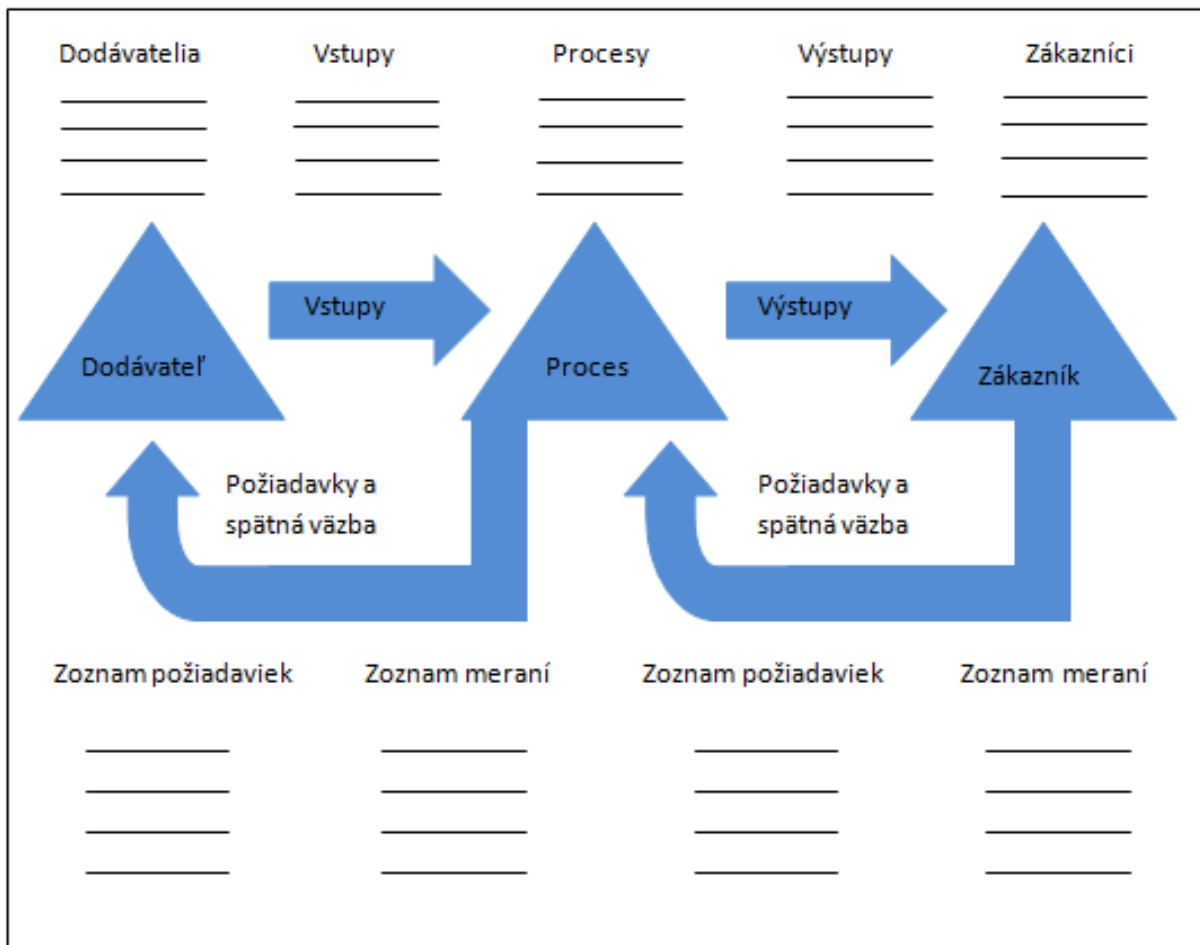 Dodávatelia
Vstupy
Procesy
Výstupy
Zákazníci
Vstupy
Výstupy
Dodávateľ
Proces
Zákazník
Požiadavky a
spätná väzba
Požiadavky a
spätná väzba
Zoznam požiadaviek
Zoznam meraní
Zoznam požiadaviek
Zoznam meraní